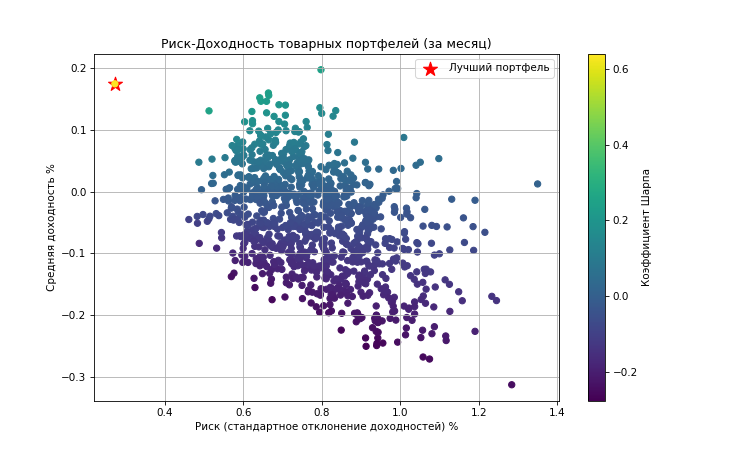 Риск-Доходность товарных портфелей (за месяц)
Лучший портфель
Средняя доходность %
0.2
0.1
0.0
−0.1
−0.2
−0.3
0.4 0.6 0.8 1.0 1.2 1.4
Риск (стандартное отклонение доходностей) %
0.6
0.4
0.2
0.0
−0.2
Коэффициент Шарпа